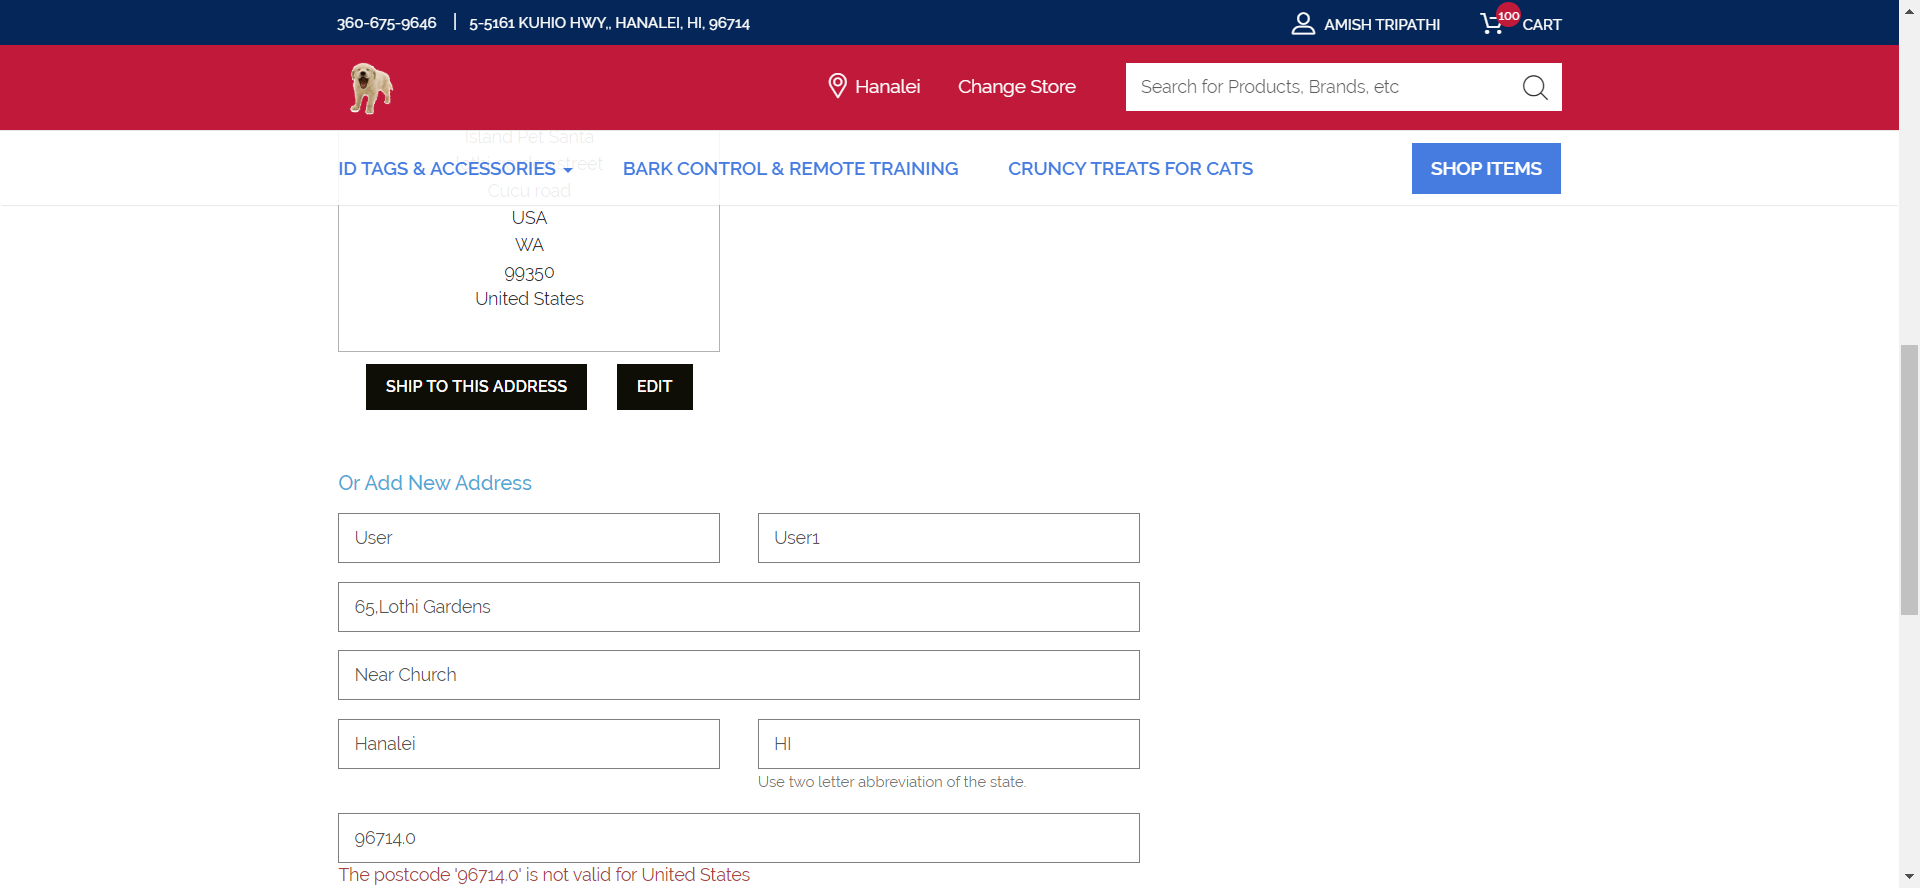 360-675-9646 | 5-5161 KUHIO HWY,, HANALEI, HI, 96714
AMISH TRIPATHI
100
CART
Hanalei
Change Store
Search for Products, Brands, etc
Island Pet Santa
street
ID TAGS & ACCESSORIES
BARK CONTROL & REMOTE TRAINING
CRUNCY TREATS FOR CATS
SHOP ITEMS
Cucu road
USA
WA
99350
United States
SHIP TO THIS ADDRESS
EDIT
Or Add New Address
User
User1
65,Lothi Gardens
Near Church
Hanalei
HI
Use two letter abbreviation of the state.
96714.0
The postcode '96714.0' is not valid for United States